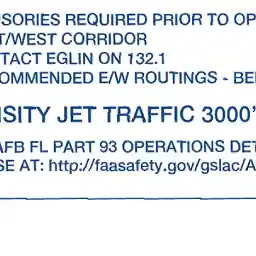 SORIES REQUIRED PRIOR TO OP
T/WEST CORRIDOR
TACT EGLIN ON 132.1
OMMENDED E/W ROUTINGS - BE
SITY JET TRAFFIC 3000'
AFB FL PART 93 OPERATIONS DET
SE AT: http://faasafety.gov/gslac/A